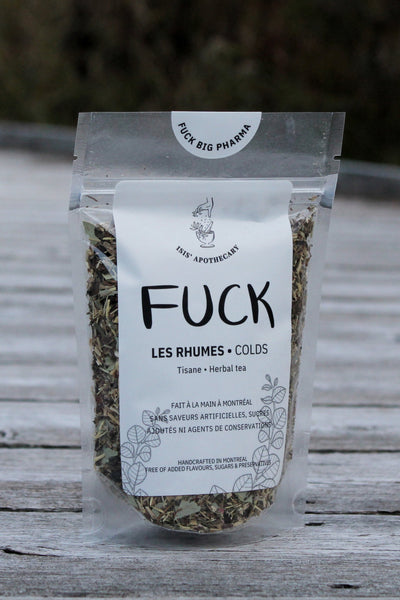 FUCK BIG PHARMA
ISIS' APOTHECARY
FUCK
LES RHUMES • COLDS
Tisane • Herbal tea
FAIT À LA MAIN À MONTRÉAL
SANS SAVEURS ARTIFICIELLES, SUCRES
AJOUTÉS NI AGENTS DE CONSERVATIONS
HANDCRAFTED IN MONTREAL
FREE OF ADDED FLAVOURS, SUGARS & PRESERVATIVES